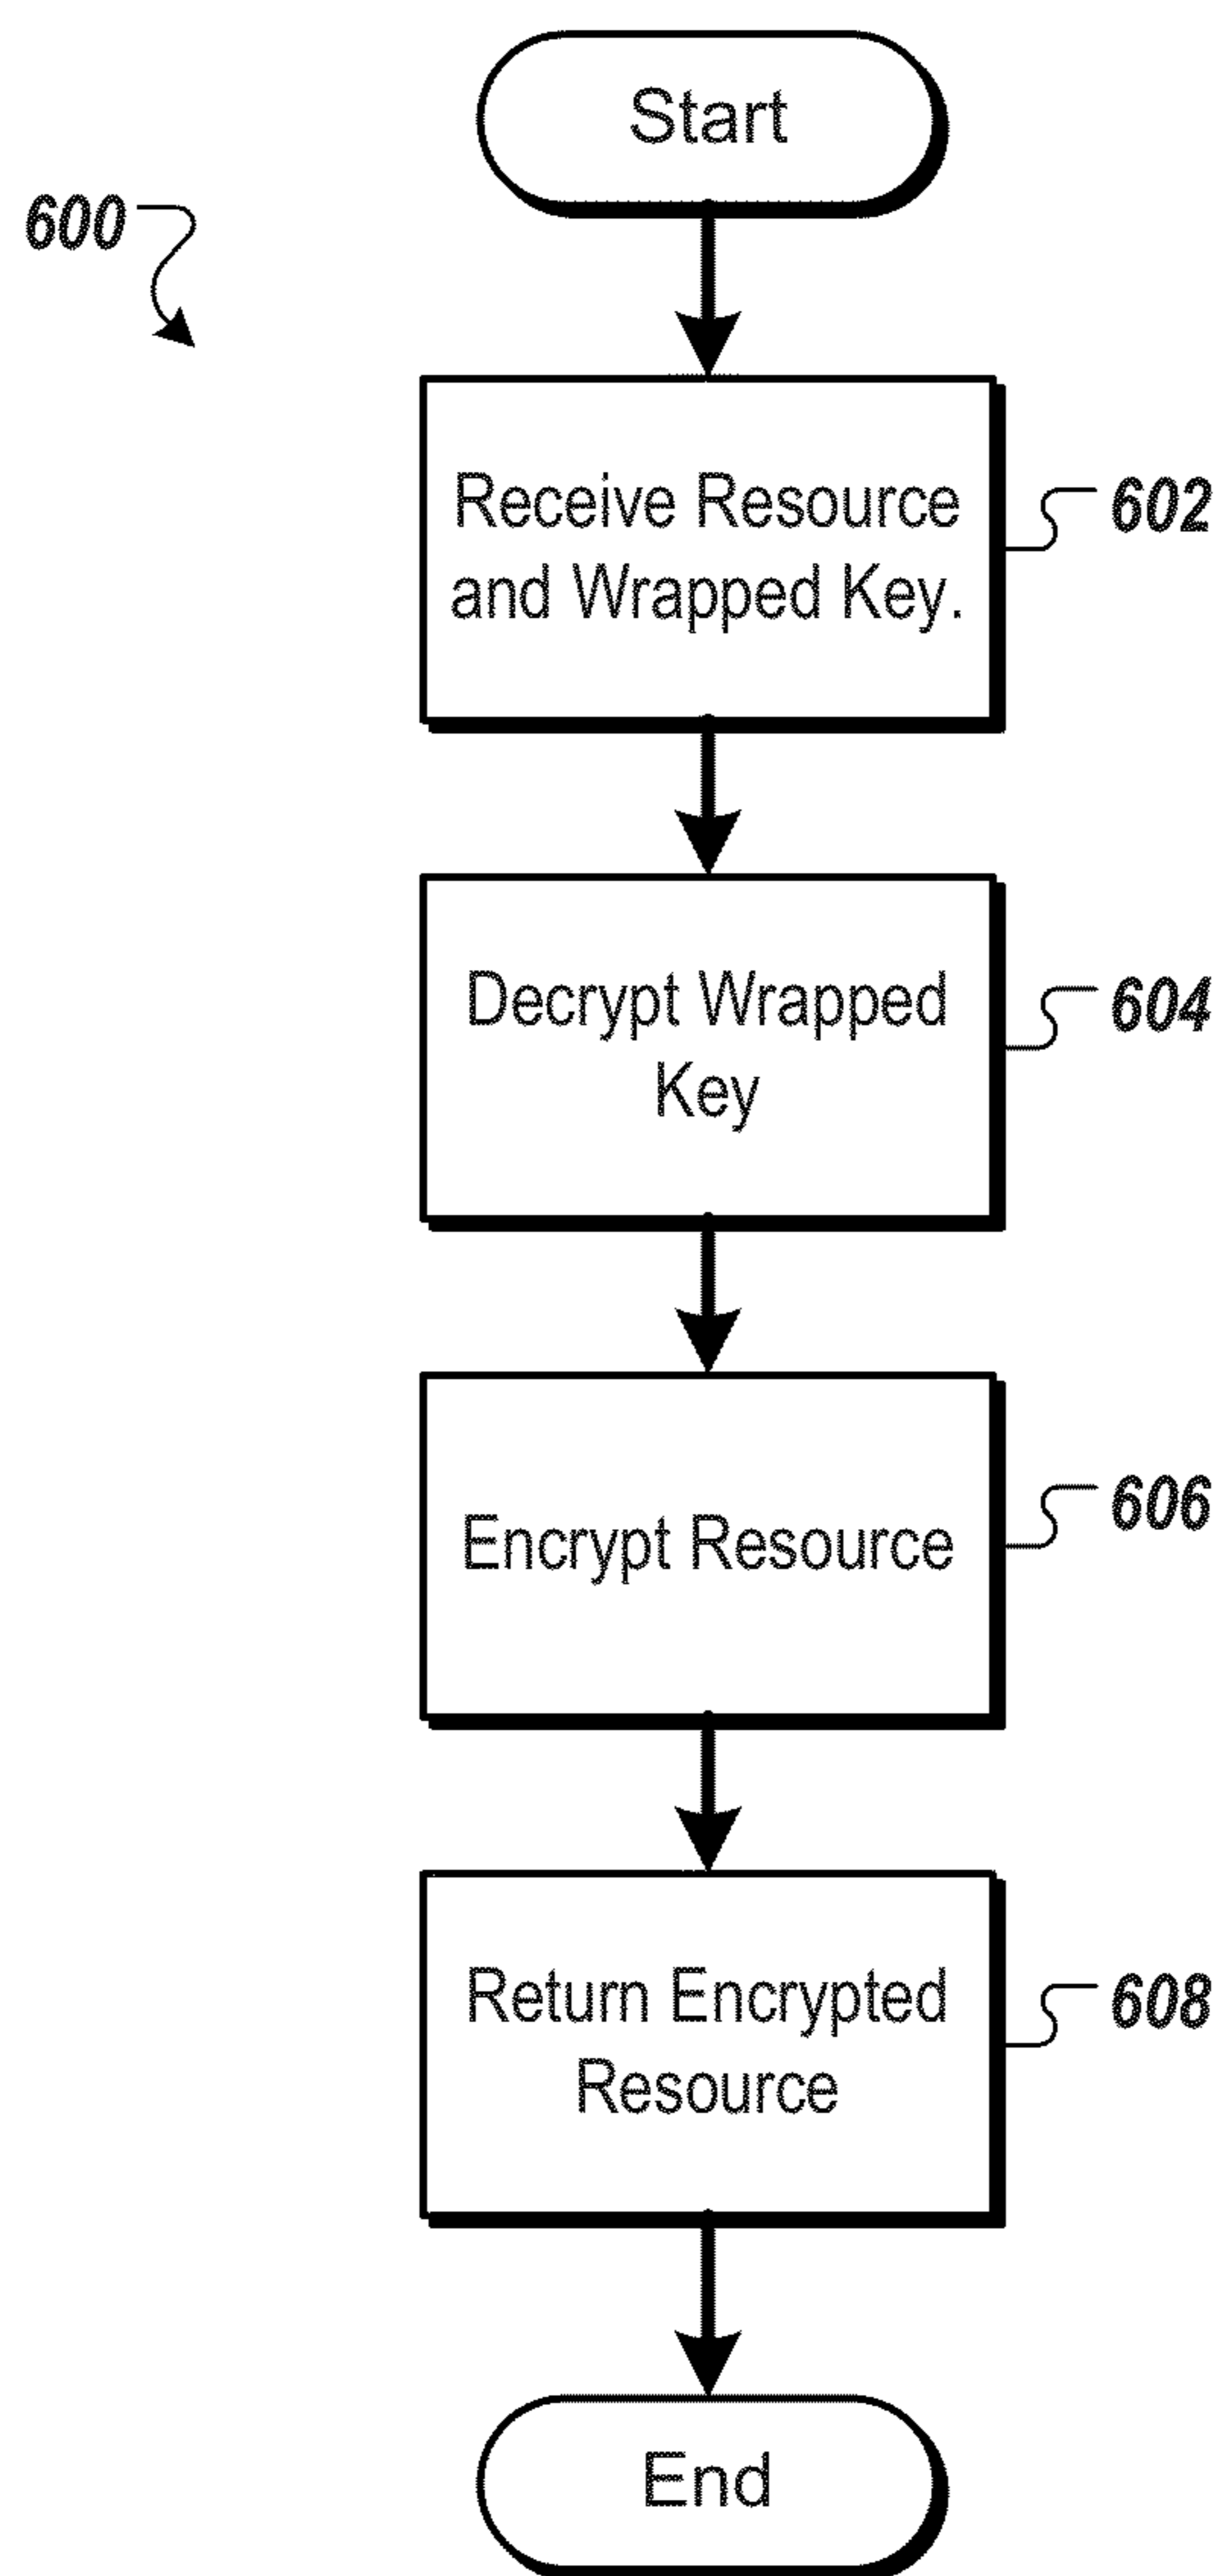 Start
600
Receive Resource
and Wrapped Key.
602
Decrypt Wrapped
Key
604
Encrypt Resource
606
Return Encrypted
Resource
608
End